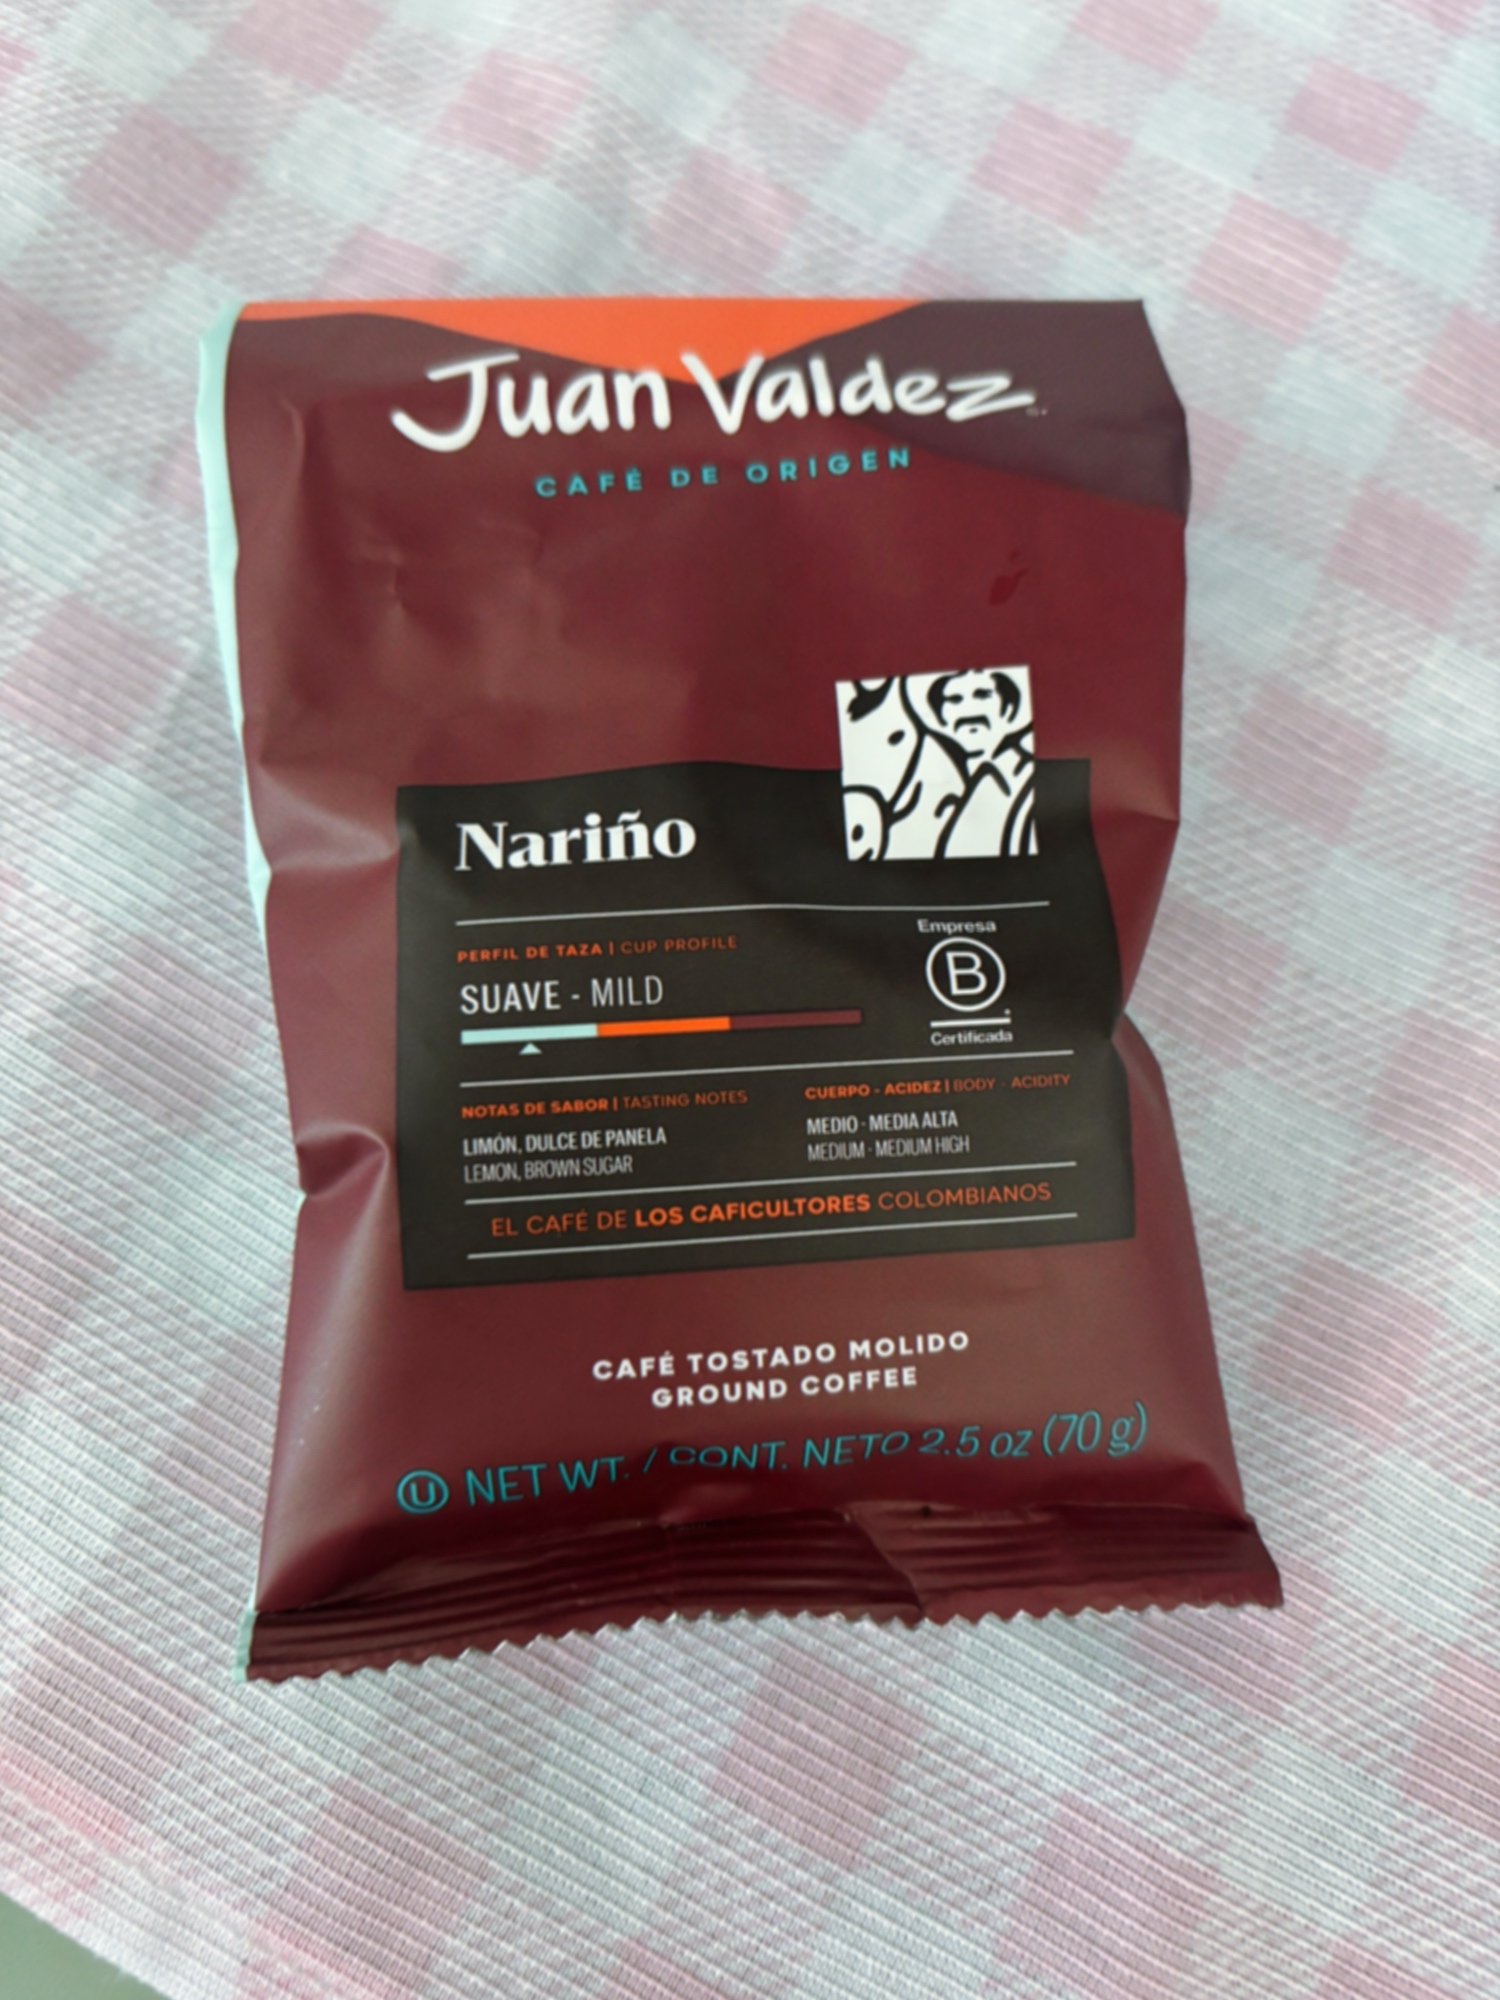 Juan Valdez
CAFÉ DE ORIGEN
Nariño
PERFIL DE TAZA | CUP PROFILE
SUAVE - MILD
Empresa
B
Certificada
NOTAS DE SABOR | TASTING NOTES
LIMÓN, DULCE DE PANELA
LEMON, BROWN SUGAR
CUERPO - ACIDEZ | BODY - ACIDITY
MEDIO - MEDIA ALTA
MEDIUM - MEDIUM HIGH
EL CAFÉ DE LOS CAFICULTORES COLOMBIANOS
CAFÉ TOSTADO MOLIDO
GROUND COFFEE
U NET WT. / CONT. NETO 2.5 oz (70 g)